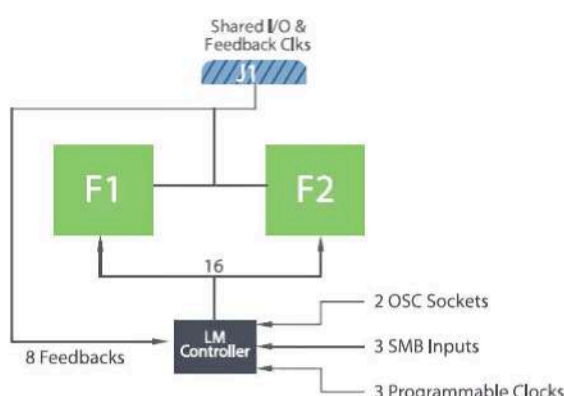 Shared I/O &
Feedback Clks
J1
F1
F2
16
LM
Controller
8 Feedbacks
2 OSC Sockets
3 SMB Inputs
3 Programmable Clocks